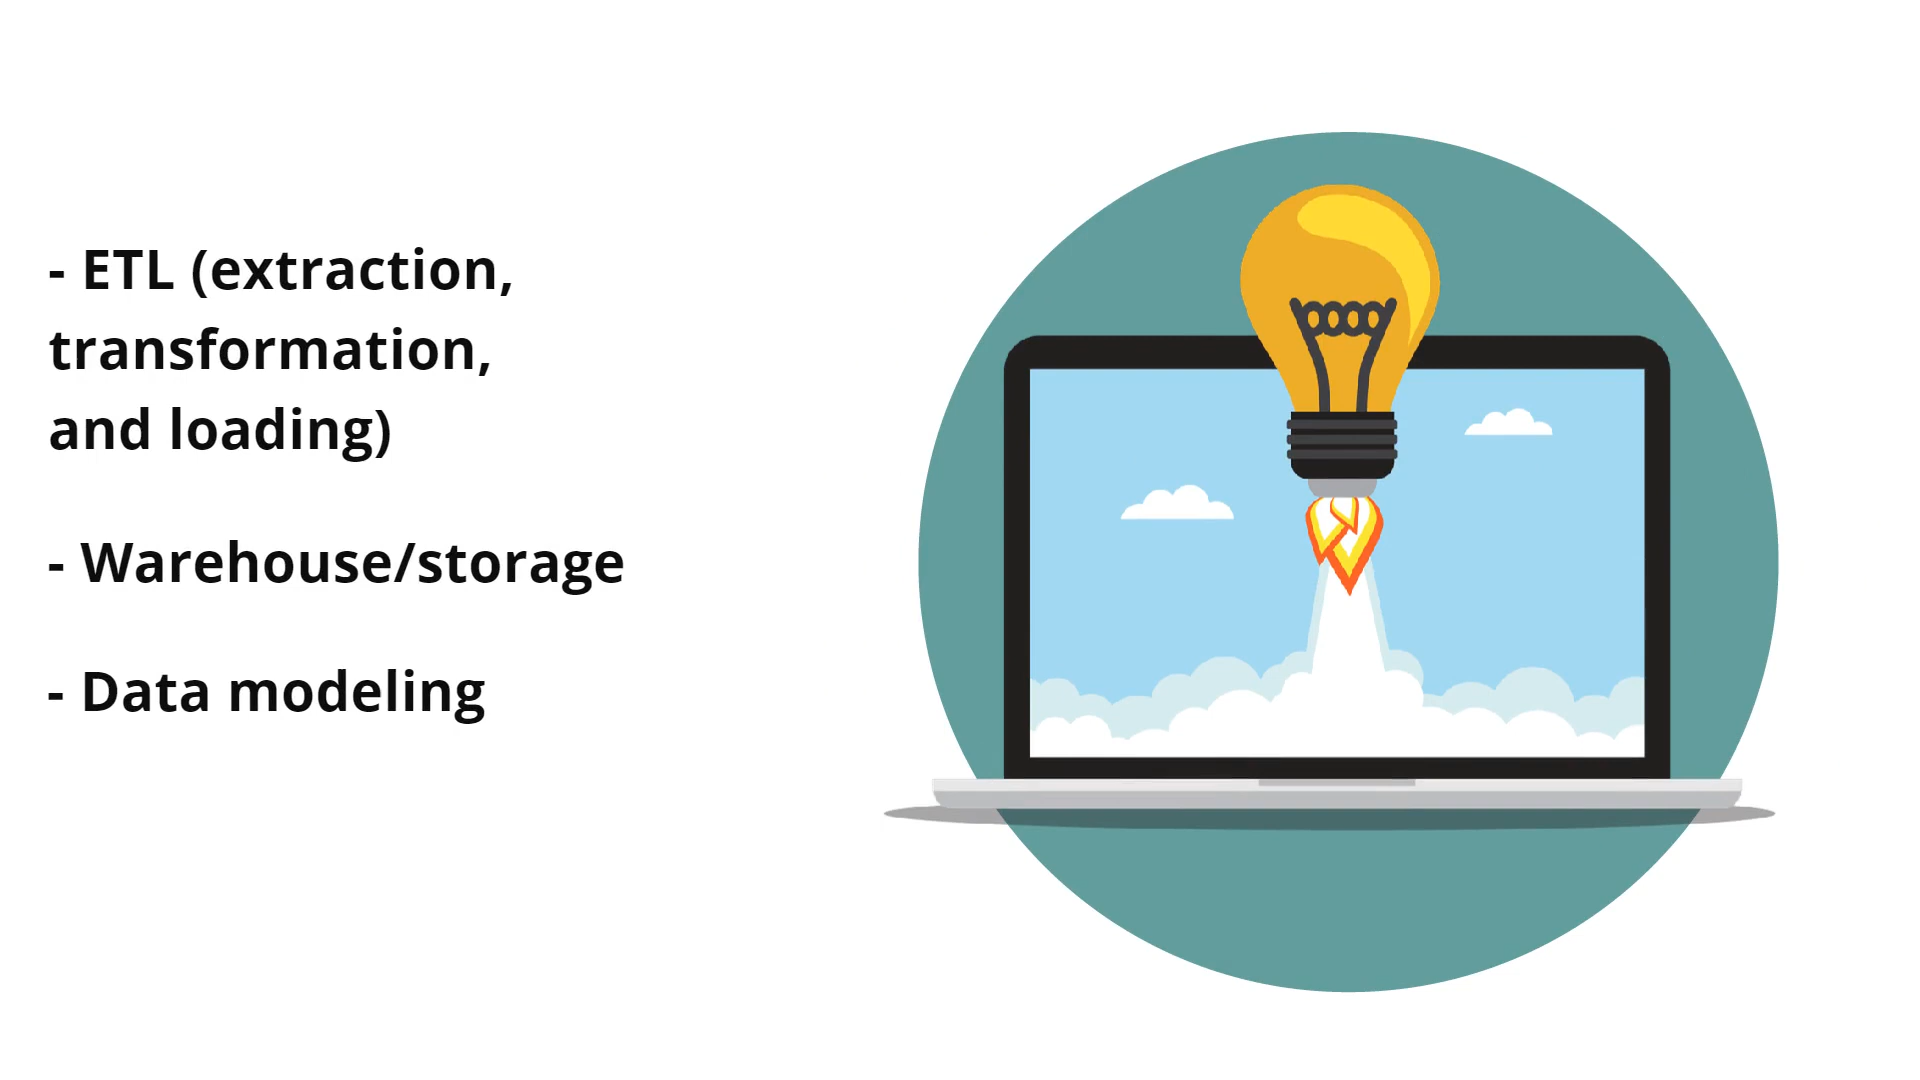 - ETL (extraction,
transformation,
and loading)
- Warehouse/storage
- Data modeling